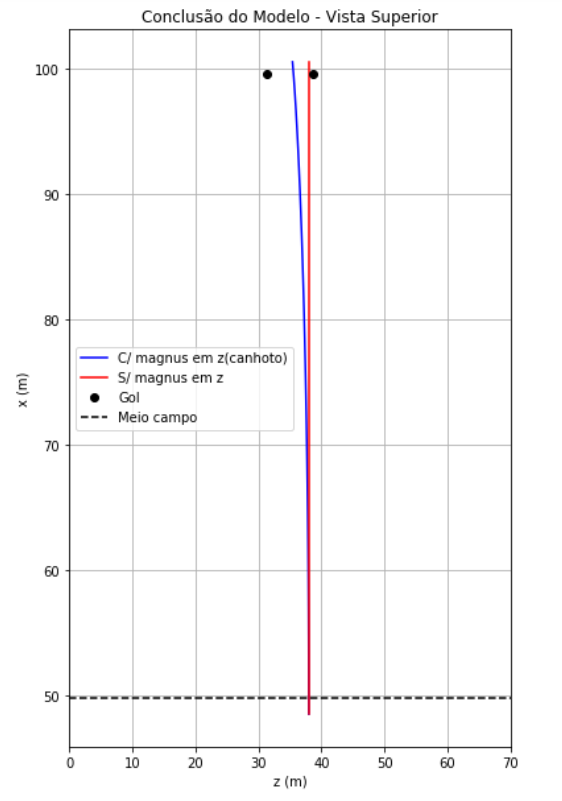 Conclusão do Modelo - Vista Superior
100
90
80
70
60
50
x (m)
C/ magnus em z(canhoto)
S/ magnus em z
Gol
Meio campo
0 10 20 30 40 50 60 70
z (m)